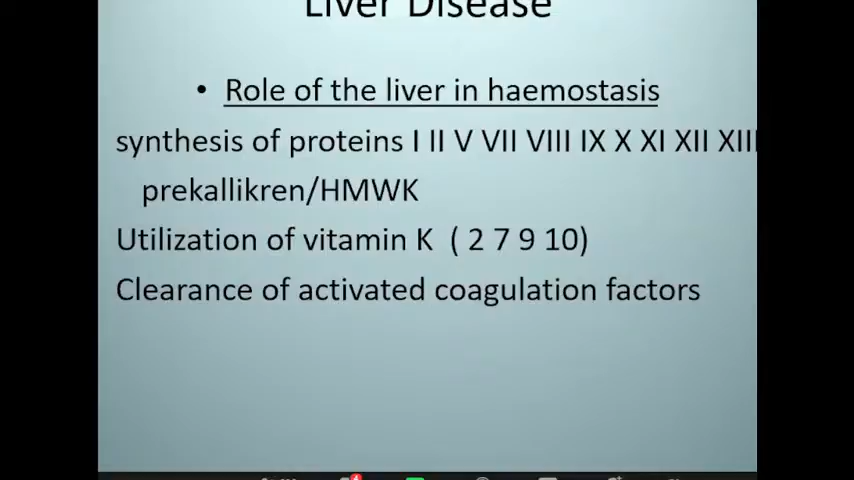 Liver Disease
• Role of the liver in haemostasis
synthesis of proteins I II V VII VIII IX X XI XII XIII
prekallikren/HMWK
Utilization of vitamin K ( 2 7 9 10)
Clearance of activated coagulation factors